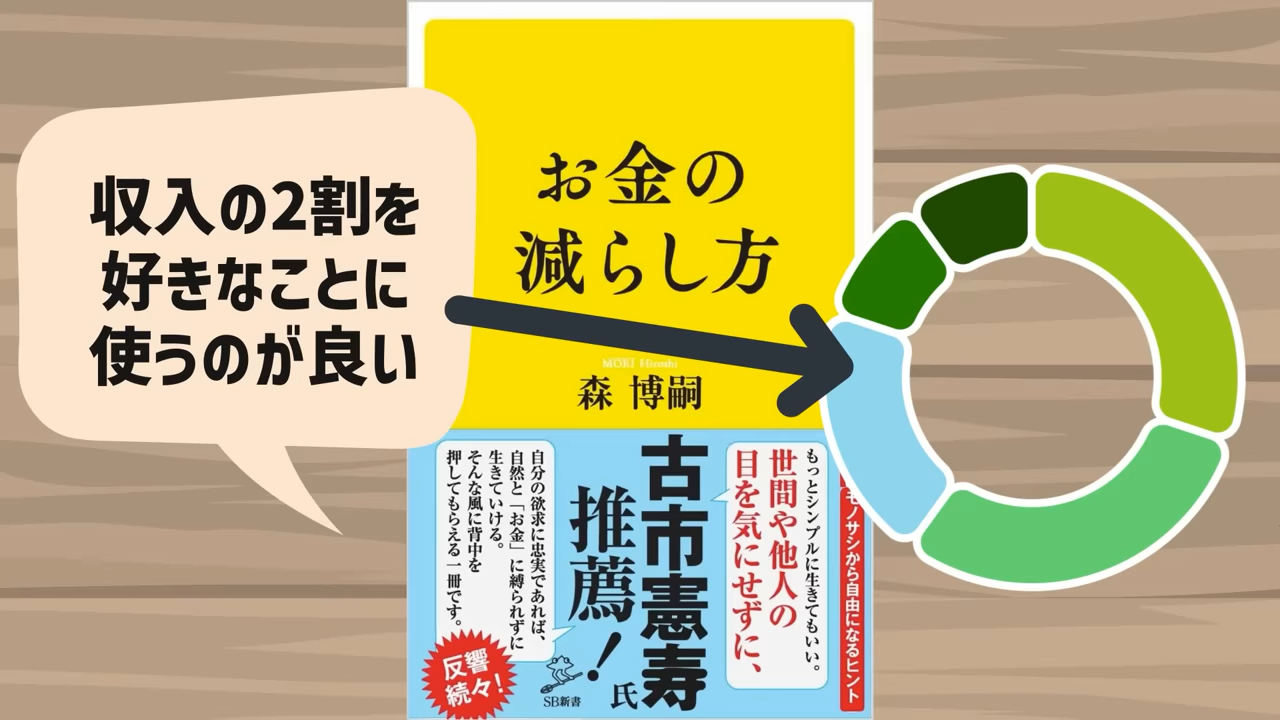 収入の2割を
好きなことに
使うのが良い
お金の
減らし方
MORI Hiroshi
森 博嗣
もっとシンプルに生きてもいい。
世間や他人の
目を気にせずに、
モノサシから自由になるヒント
古市憲寿
氏
推薦!
自分の欲求に忠実であれば、
自然と「お金」に縛られずに
生きていける。
そんな風に背中を
押してもらえる一冊です。
反響
続々!
SB新書